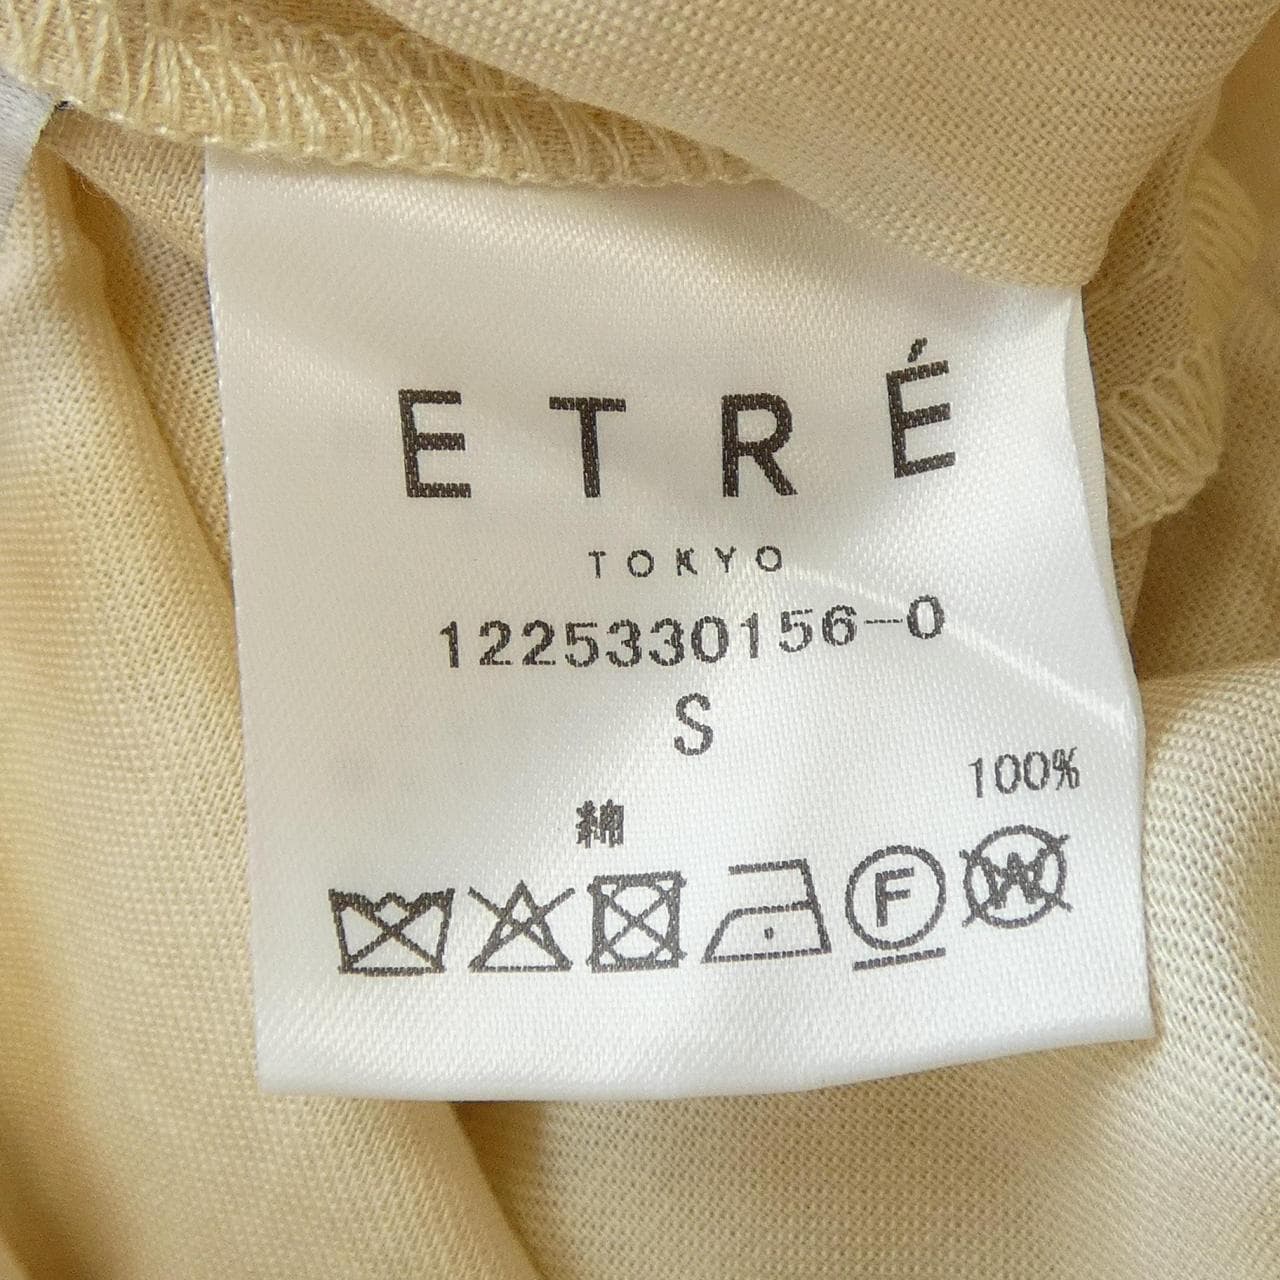 ETRÉ
TOKYO
1225330156-0
S
綿 100%
F
W